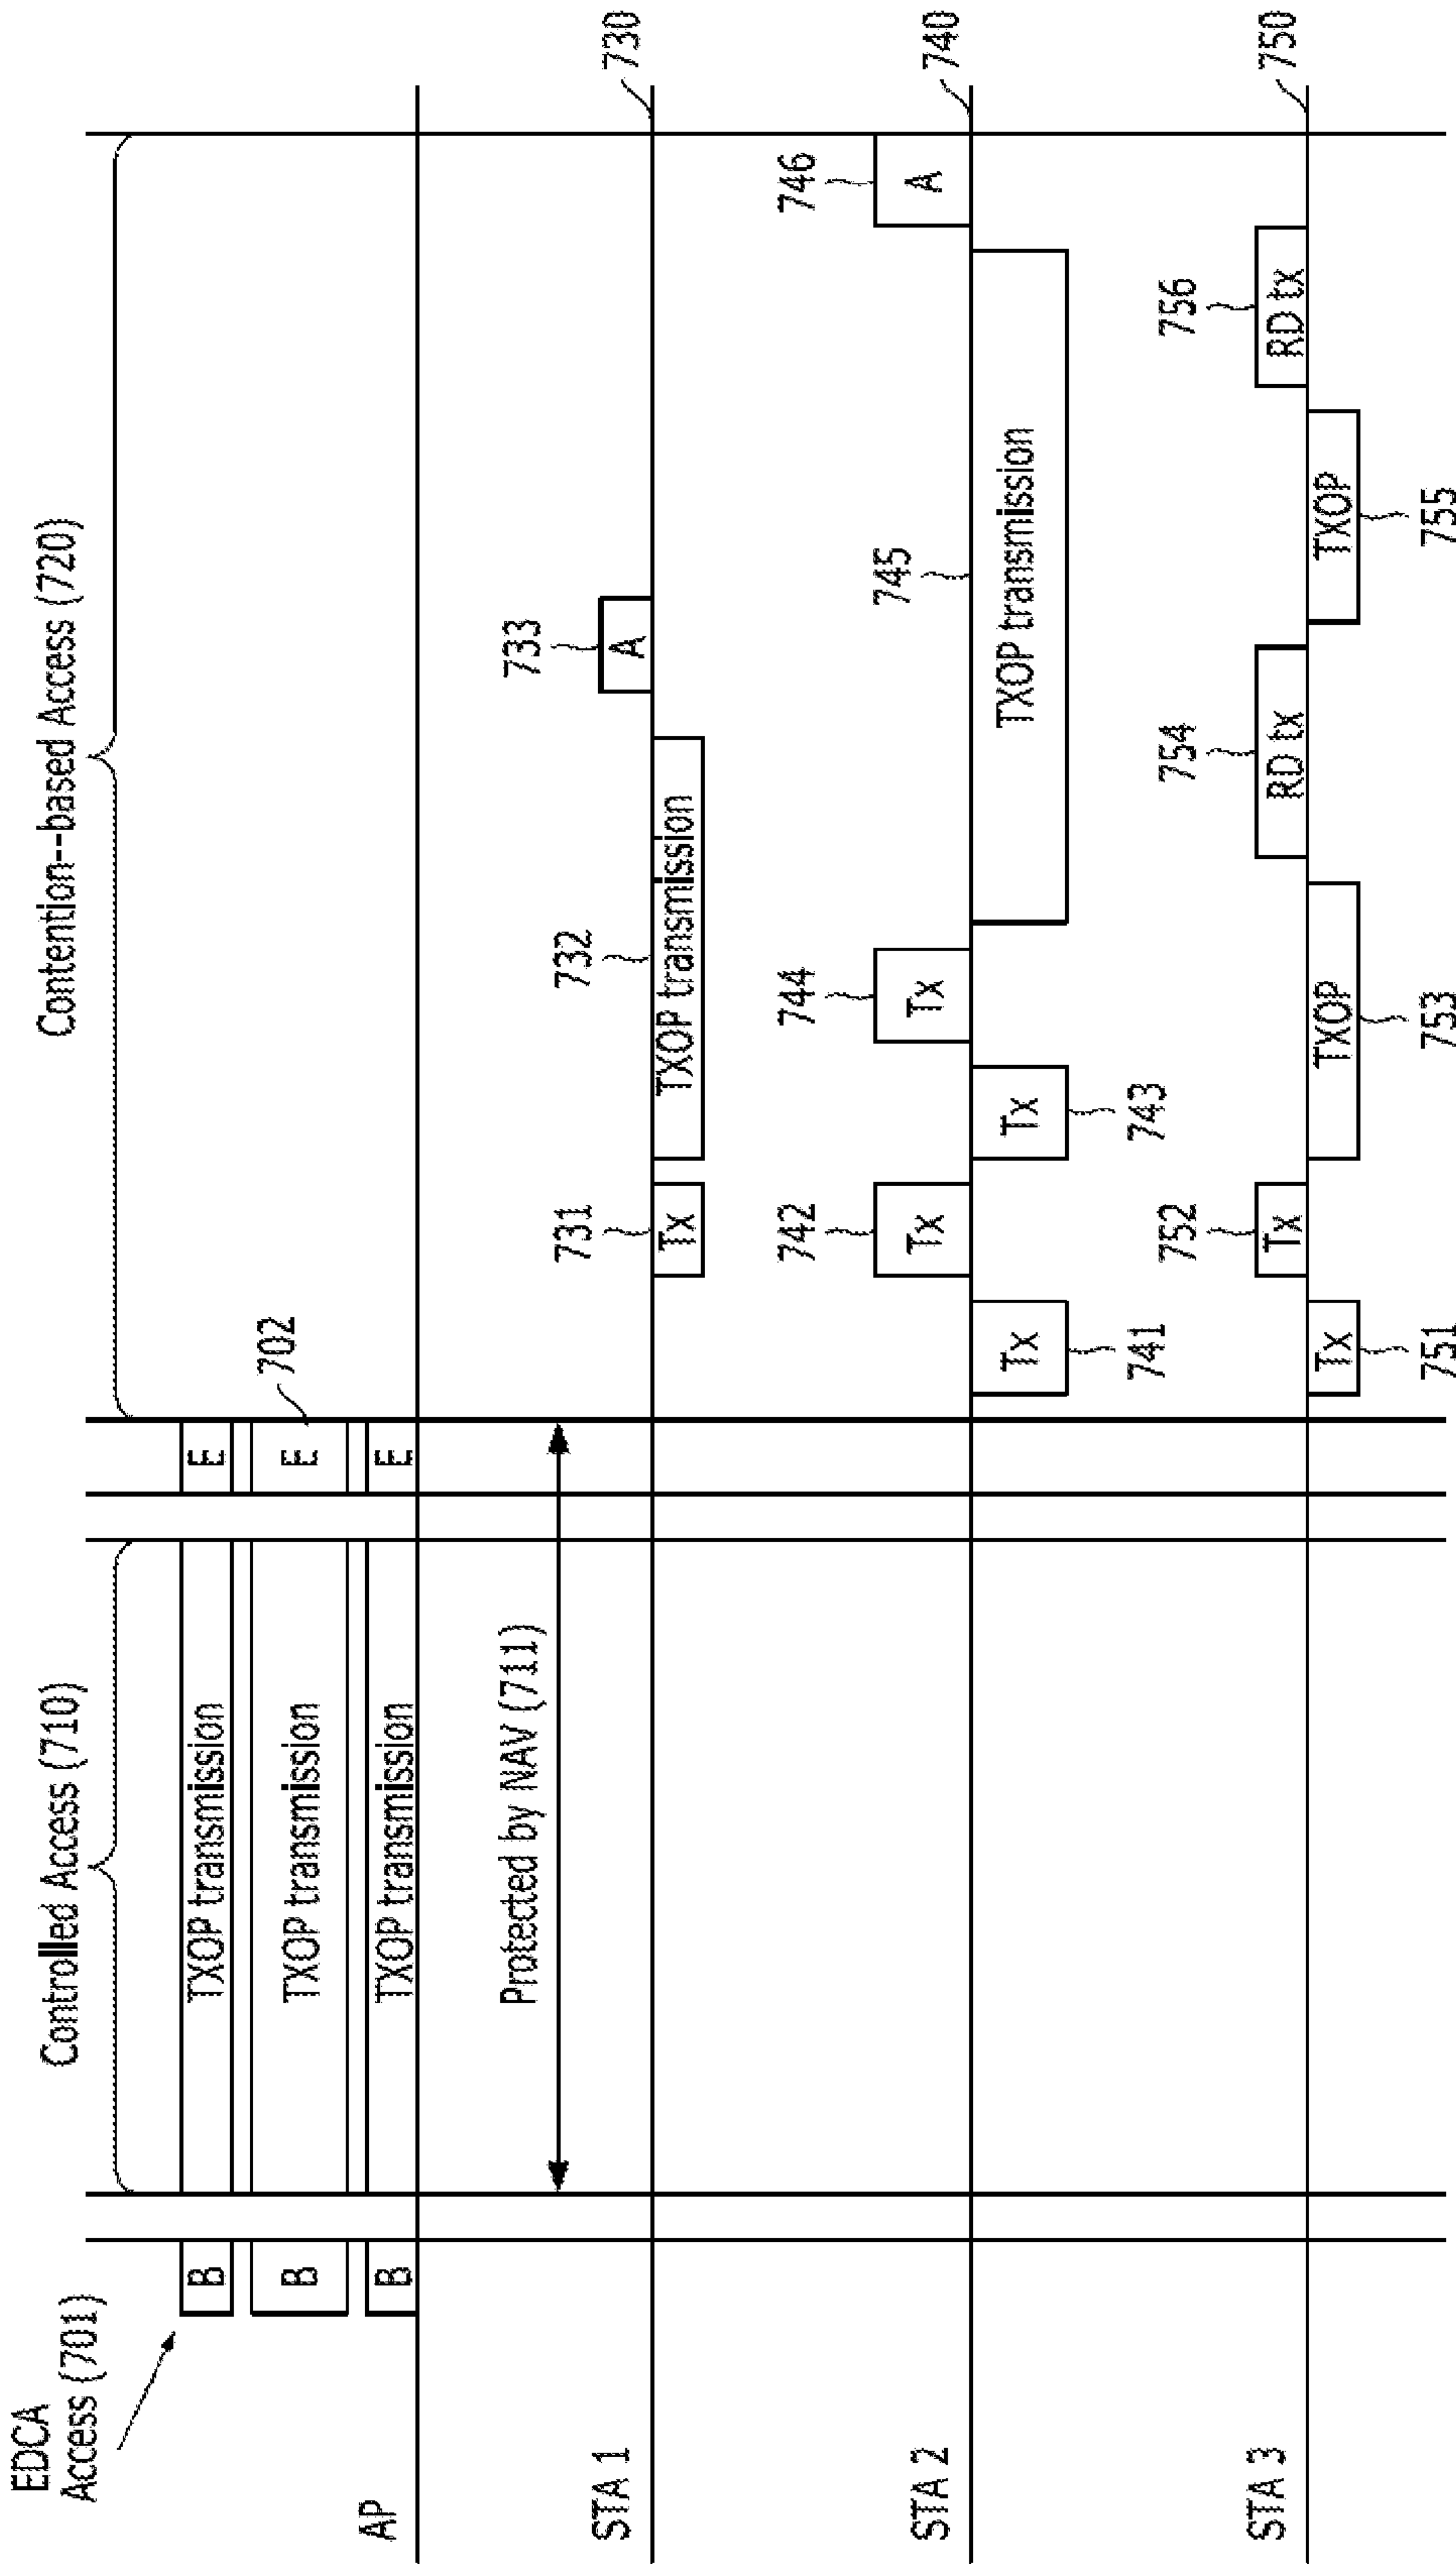 EDCA
Access (701)
Controlled Access (710)
Contention--based Access (720)
B
TXOP transmission
E
B
TXOP transmission
E
702
AP
B
TXOP transmission
E
Protected by NAV (711)
733
A
STA 1
730
731
732
Tx
TXOP transmission
742
744
746
Tx
Tx
A
745
STA 2
740
Tx
Tx
TXOP transmission
741
743
752
754
756
Tx
RD tx
RD tx
STA 3
750
Tx
TXOP
TXOP
751
753
755